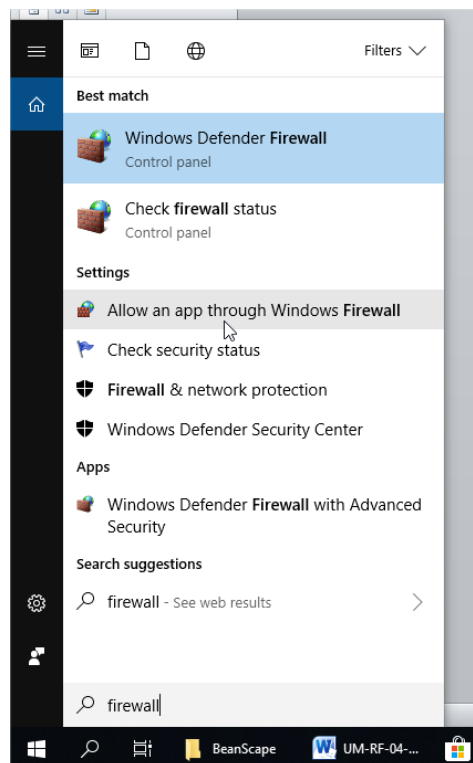 Filters
Best match
Windows Defender Firewall
Control panel
Check firewall status
Control panel
Settings
Allow an app through Windows Firewall
Check security status
Firewall & network protection
Windows Defender Security Center
Apps
Windows Defender Firewall with Advanced
Security
Search suggestions
firewall - See web results
firewall
BeanScape
UM-RF-04-...